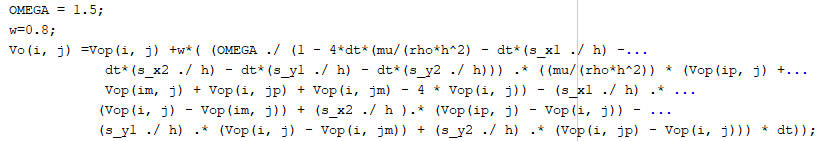 OMEGA = 1.5;
w=0.8;
Vo(i, j) =Vop(i, j) +w*( (OMEGA ./ (1 - 4*dt*(mu/(rho*h^2) - dt*(s_x1 ./ h) -...
dt*(s_x2 ./ h) - dt*(s_y1 ./ h) - dt*(s_y2 ./ h))) .* ((mu/(rho*h^2)) * (Vop(ip, j) +...
Vop(im, j) + Vop(i, jp) + Vop(i, jm) - 4 * Vop(i, j)) - (s_x1 ./ h) .* ...
(Vop(i, j) - Vop(im, j)) + (s_x2 ./ h ).* (Vop(ip, j) - Vop(i, j)) - ...
(s_y1 ./ h) .* (Vop(i, j) - Vop(i, jm)) + (s_y2 ./ h) .* (Vop(i, jp) - Vop(i, j))) * dt));